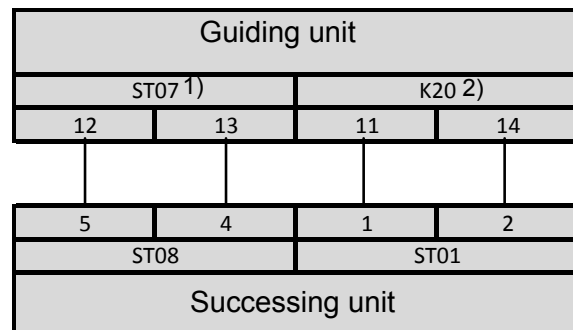 Guiding unit
ST07 1) K20 2)
12 13 11 14
5 4 1 2
ST08 ST01
Successing unit